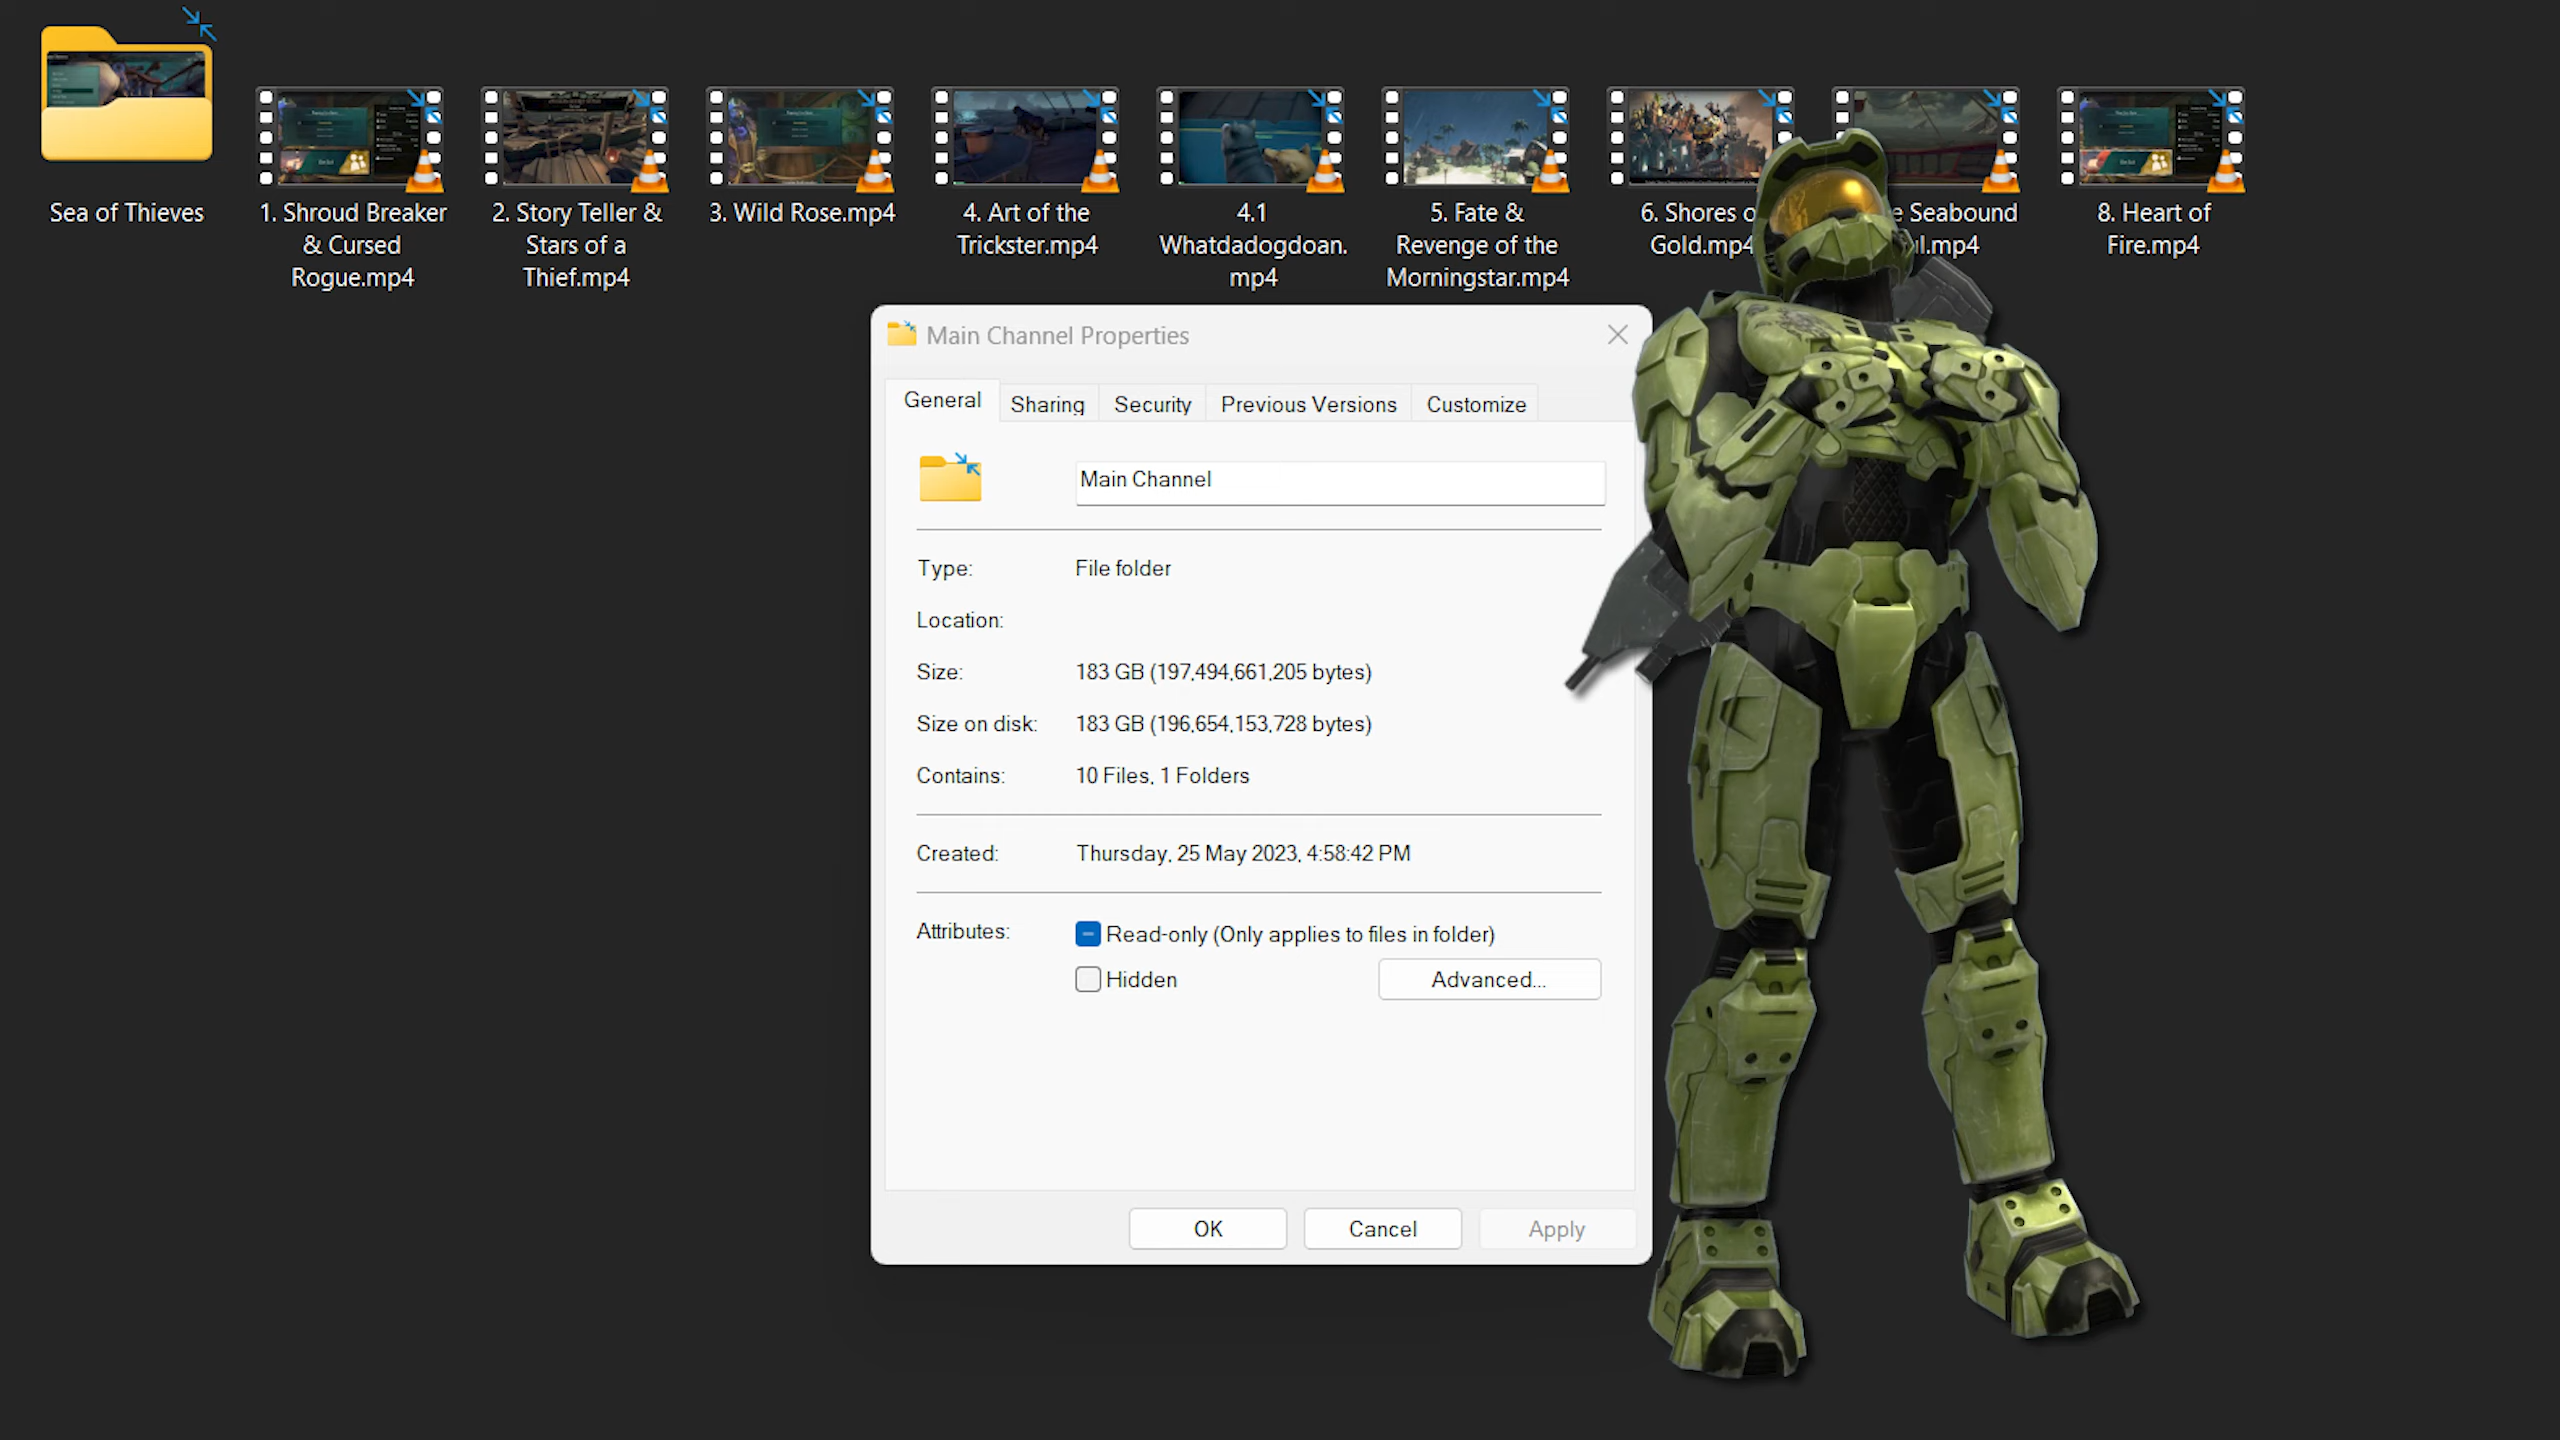 Sea of Thieves
1. Shroud Breaker
& Cursed
Rogue.mp4
2. Story Teller &
Stars of a
Thief.mp4
3. Wild Rose.mp4
4. Art of the
Trickster.mp4
4.1
Whatdadogdoan.
mp4
5. Fate &
Revenge of the
Morningstar.mp4
6. Shores
Gold.mp4
Seabound
.mp4
8. Heart of
Fire.mp4
Main Channel Properties
General
Sharing
Security
Previous Versions
Customize
Main Channel
Type: File folder
Location:
Size: 183 GB (197,494,661,205 bytes)
Size on disk: 183 GB (196,654,153,728 bytes)
Contains: 10 Files, 1 Folders
Created: Thursday, 25 May 2023, 4:58:42 PM
Attributes: Read-only (Only applies to files in folder)
Hidden
Advanced...
OK
Cancel
Apply